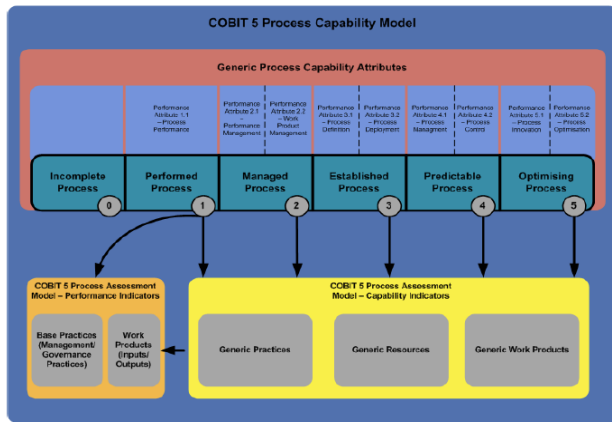 COBIT 5 Process Capability Model
Generic Process Capability Attributes
Performance
Attribute 1.1
– Process
Performance
Performance
Attribute 2.1
–
Performance
Management
Performance
Attribute 2.2
– Work
Product
Management
Performance
Attribute 3.1
– Process
Definition
Performance
Attribute 3.2
– Process
Deployment
Performance
Attribute 4.1
– Process
Managment
Performance
Attribute 4.2
– Process
Control
Performance
Attribute 5.1
– Process
Innovation
Performance
Attribute 5.2
– Process
Optimisation
Incomplete
Process
0
Performed
Process
1
Managed
Process
2
Established
Process
3
Predictable
Process
4
Optimising
Process
5
COBIT 5 Process Assessment
Model – Performance Indicators
Base Practices
(Management/
Governance
Practices)
Work
Products
(Inputs/
Outputs)
COBIT 5 Process Assessment
Model – Capability Indicators
Generic Practices
Generic Resources
Generic Work Products